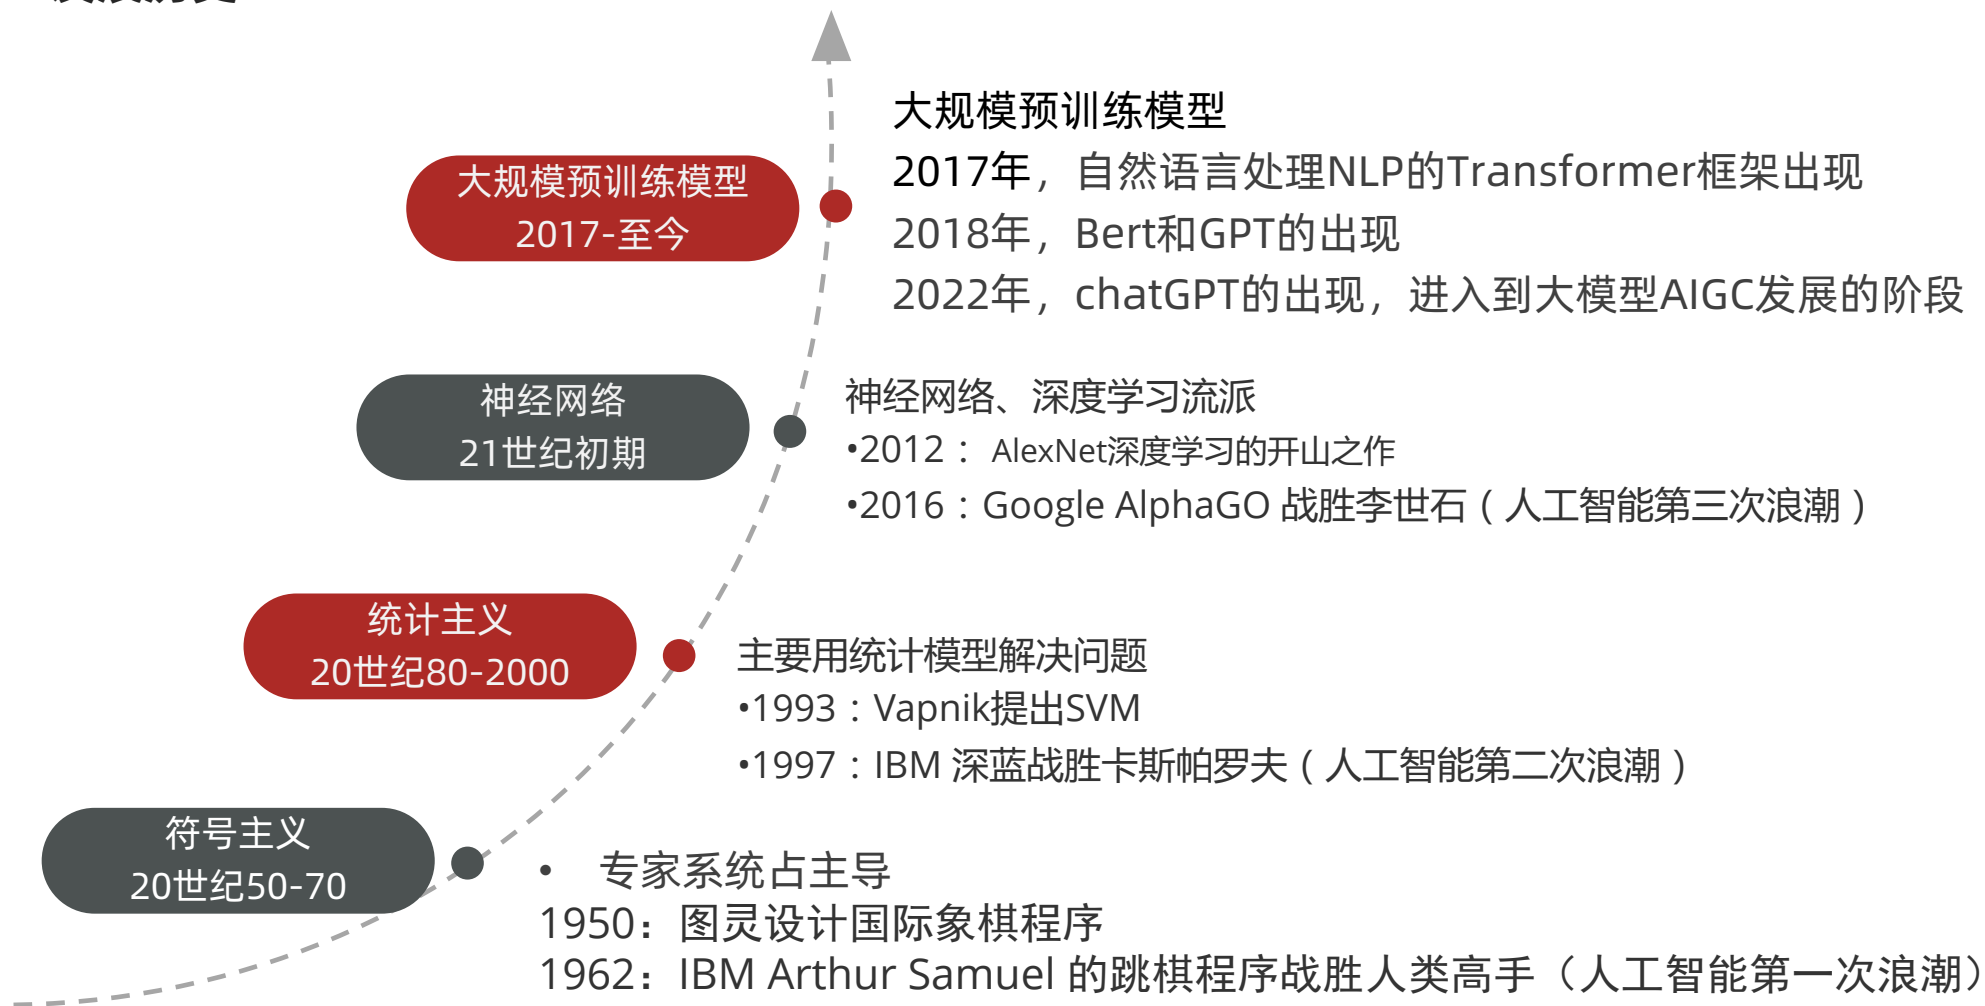 大规模预训练模型
2017年，自然语言处理NLP的Transformer框架出现
2018年，Bert和GPT的出现
2022年，chatGPT的出现，进入到大模型AIGC发展的阶段
大规模预训练模型
2017-至今
神经网络
21世纪初期
神经网络、深度学习流派
•2012： AlexNet深度学习的开山之作
•2016：Google AlphaGO 战胜李世石（人工智能第三次浪潮）
统计主义
20世纪80-2000
主要用统计模型解决问题
•1993：Vapnik提出SVM
•1997：IBM 深蓝战胜卡斯帕罗夫（人工智能第二次浪潮）
符号主义
20世纪50-70
• 专家系统占主导
1950：图灵设计国际象棋程序
1962：IBM Arthur Samuel 的跳棋程序战胜人类高手（人工智能第一次浪潮）